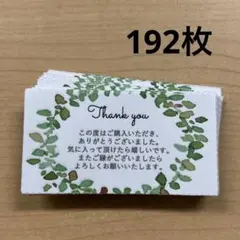 192枚
Thank you
この度はご購入いただき、
ありがとうございました。
気に入って頂けたら嬉しいです。
またご縁がございましたら
よろしくお願いいたします。